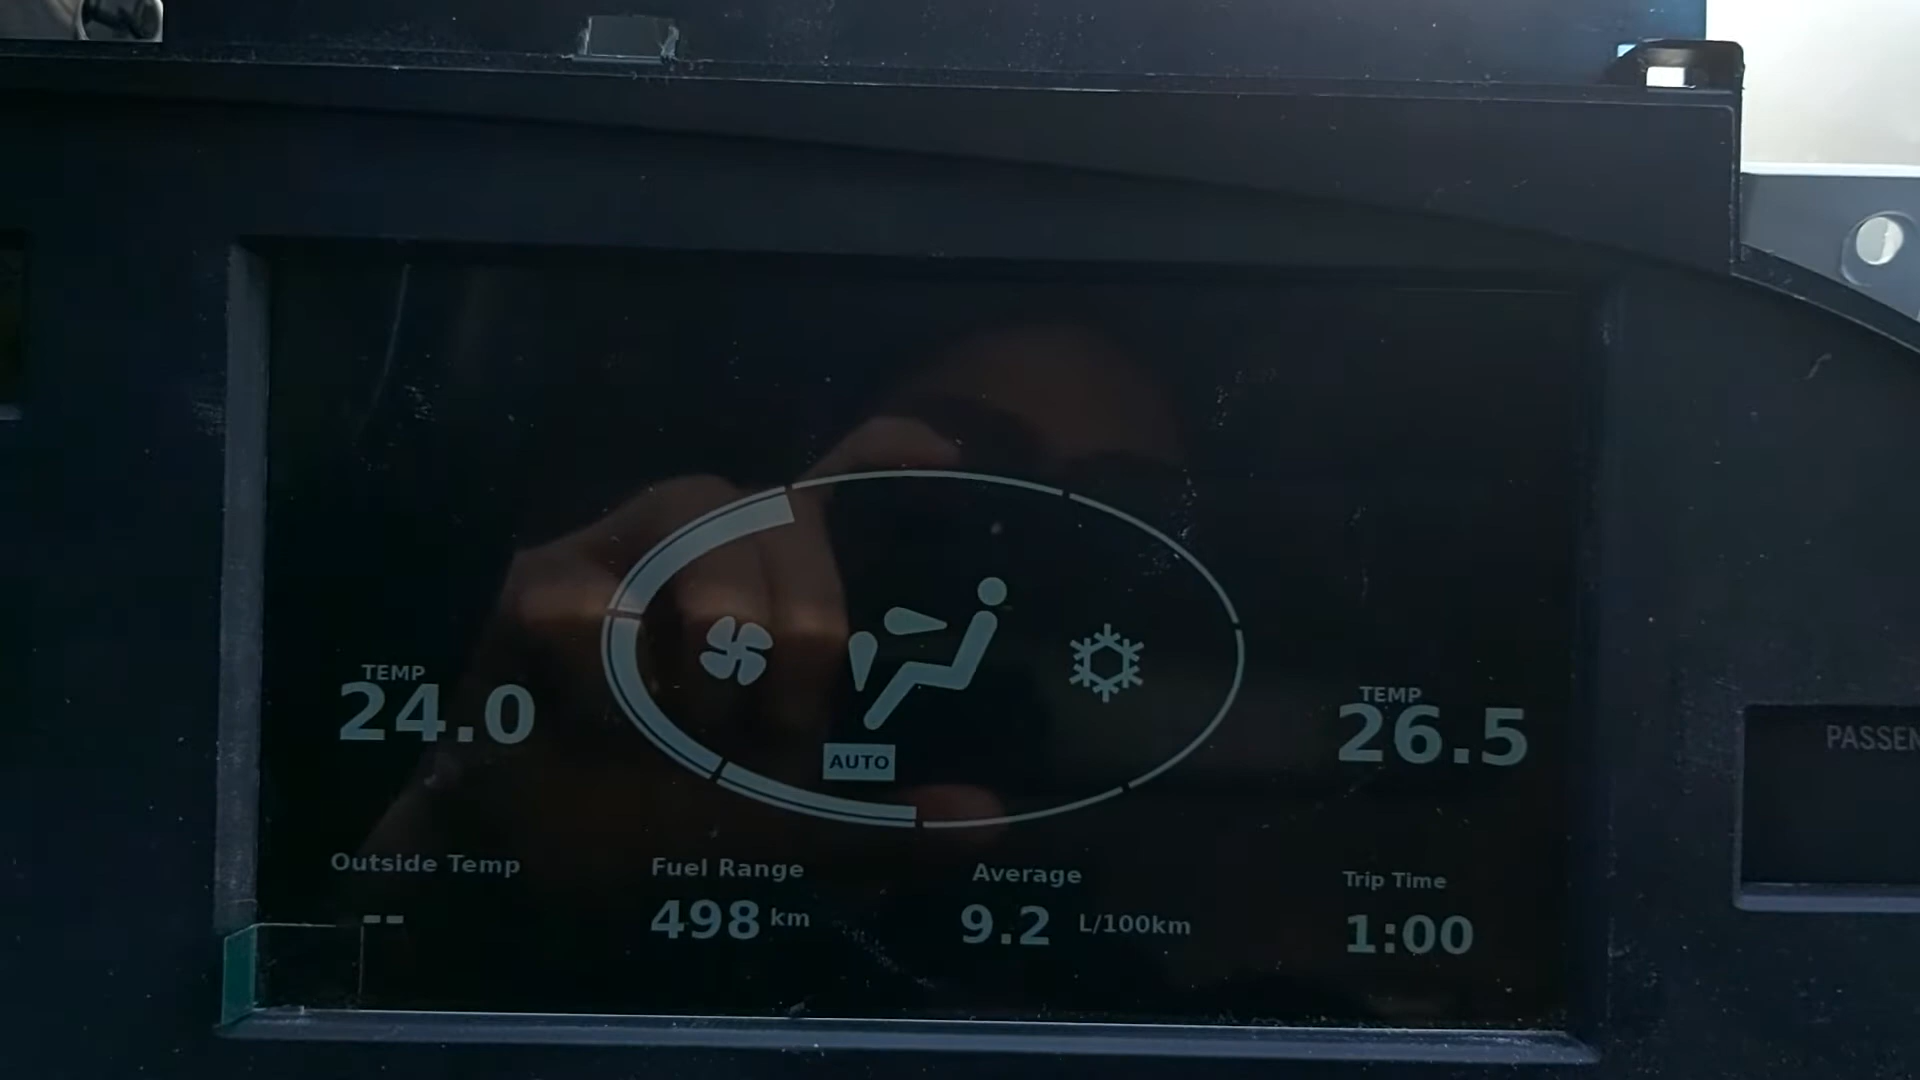 TEMP
24.0
AUTO
TEMP
26.5
PASSEN
Outside Temp
--
Fuel Range
498 km
Average
9.2 L/100km
Trip Time
1:00